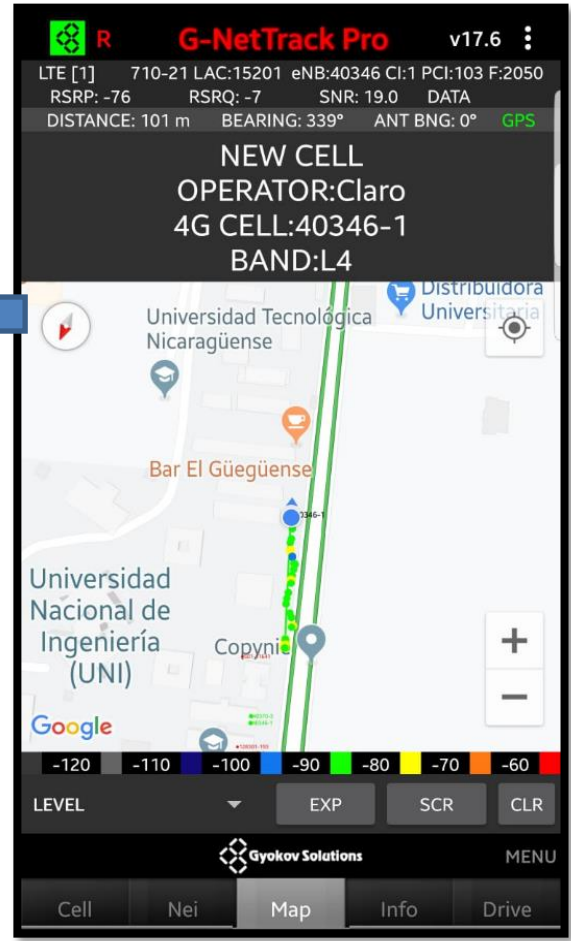 R G-NetTrack Pro v17.6
LTE [1] 710-21 LAC:15201 eNB:40346 CI:1 PCI:103 F:2050
RSRP: -76 RSRQ: -7 SNR: 19.0 DATA
DISTANCE: 101 m BEARING: 339° ANT BNG: 0° GPS
NEW CELL
OPERATOR:Claro
4G CELL:40346-1
BAND:L4
Distribuidora
Universitaria
Universidad Tecnológica
Nicaragüense
Bar El Güegüense
0346-1
Universidad
Nacional de
Ingeniería
(UNI)
Copynic
Google
-120 -110 -100 -90 -80 -70 -60
LEVEL EXP SCR CLR
Gyokov Solutions MENU
Cell Nei Map Info Drive